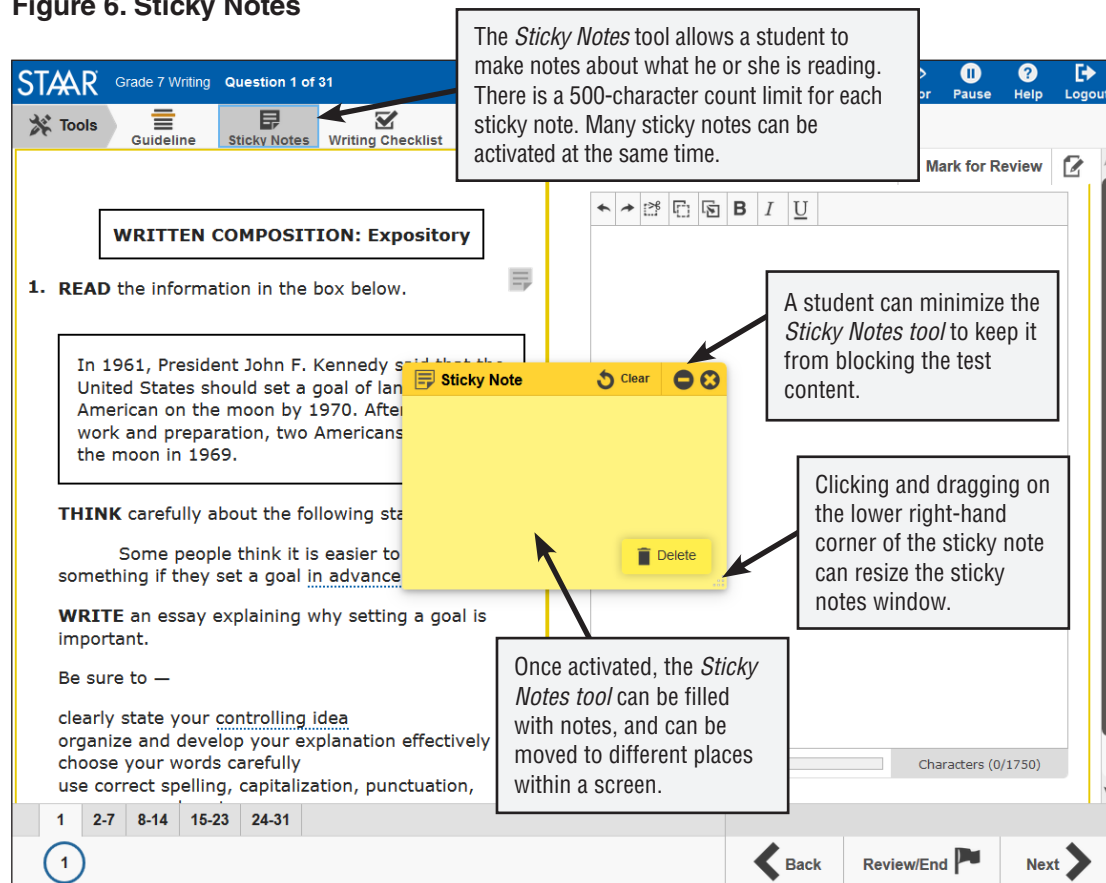 Figure 6. Sticky Notes
The Sticky Notes tool allows a student to
make notes about what he or she is reading.
There is a 500-character count limit for each
sticky note. Many sticky notes can be
activated at the same time.
STAAR Grade 7 Writing Question 1 of 31
Pause Help Logout
Tools Guideline Sticky Notes Writing Checklist
Mark for Review
B I U
WRITTEN COMPOSITION: Expository
1. READ the information in the box below.
In 1961, President John F. Kennedy said that the
United States should set a goal of lan
American on the moon by 1970. Afte
work and preparation, two Americans
the moon in 1969.
THINK carefully about the following sta
Some people think it is easier to
something if they set a goal in advance
WRITE an essay explaining why setting a goal is
important.
Be sure to —
clearly state your controlling idea
organize and develop your explanation effectively
choose your words carefully
use correct spelling, capitalization, punctuation,
Sticky Note Clear
Delete
A student can minimize the
Sticky Notes tool to keep it
from blocking the test
content.
Clicking and dragging on
the lower right-hand
corner of the sticky note
can resize the sticky
notes window.
Once activated, the Sticky
Notes tool can be filled
with notes, and can be
moved to different places
within a screen.
Characters (0/1750)
1 2-7 8-14 15-23 24-31
1
Back Review/End Next